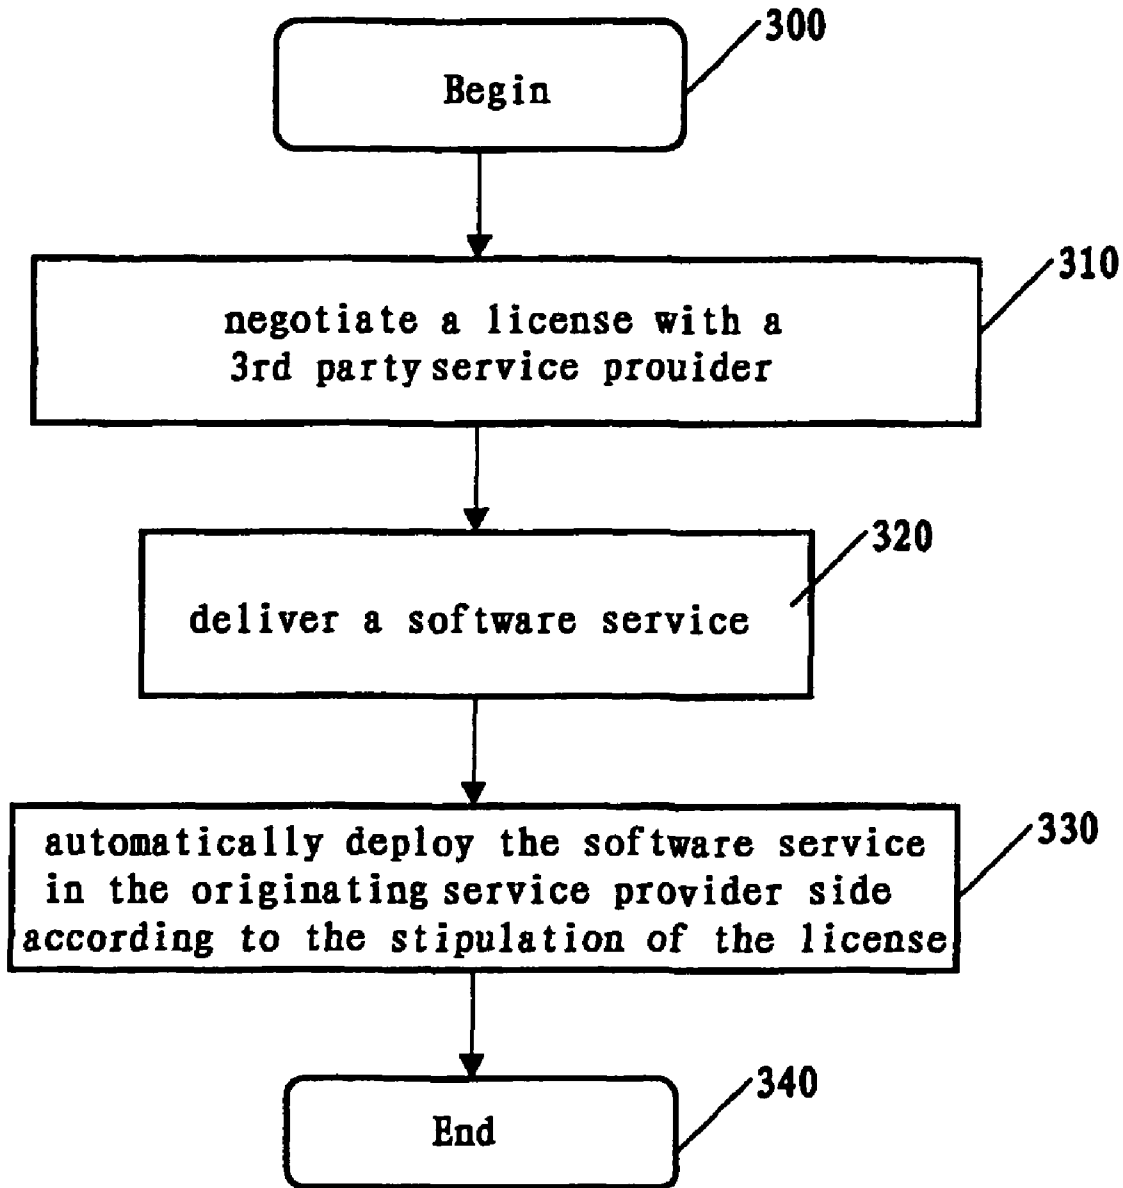 300
Begin
310
negotiate a license with a
3rd party service prouider
320
deliver a software service
330
automatically deploy the software service
in the originating service provider side
according to the stipulation of the license
340
End